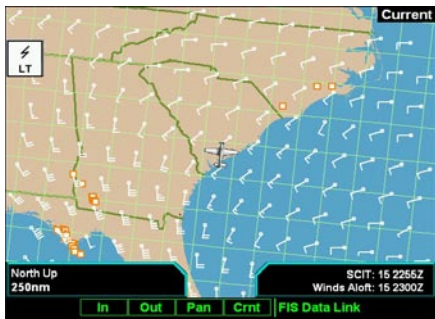 Current
LT
North Up
250nm
SCIT: 15 2255Z
Winds Aloft: 15 2300Z
In Out Pan Crnt FIS Data Link